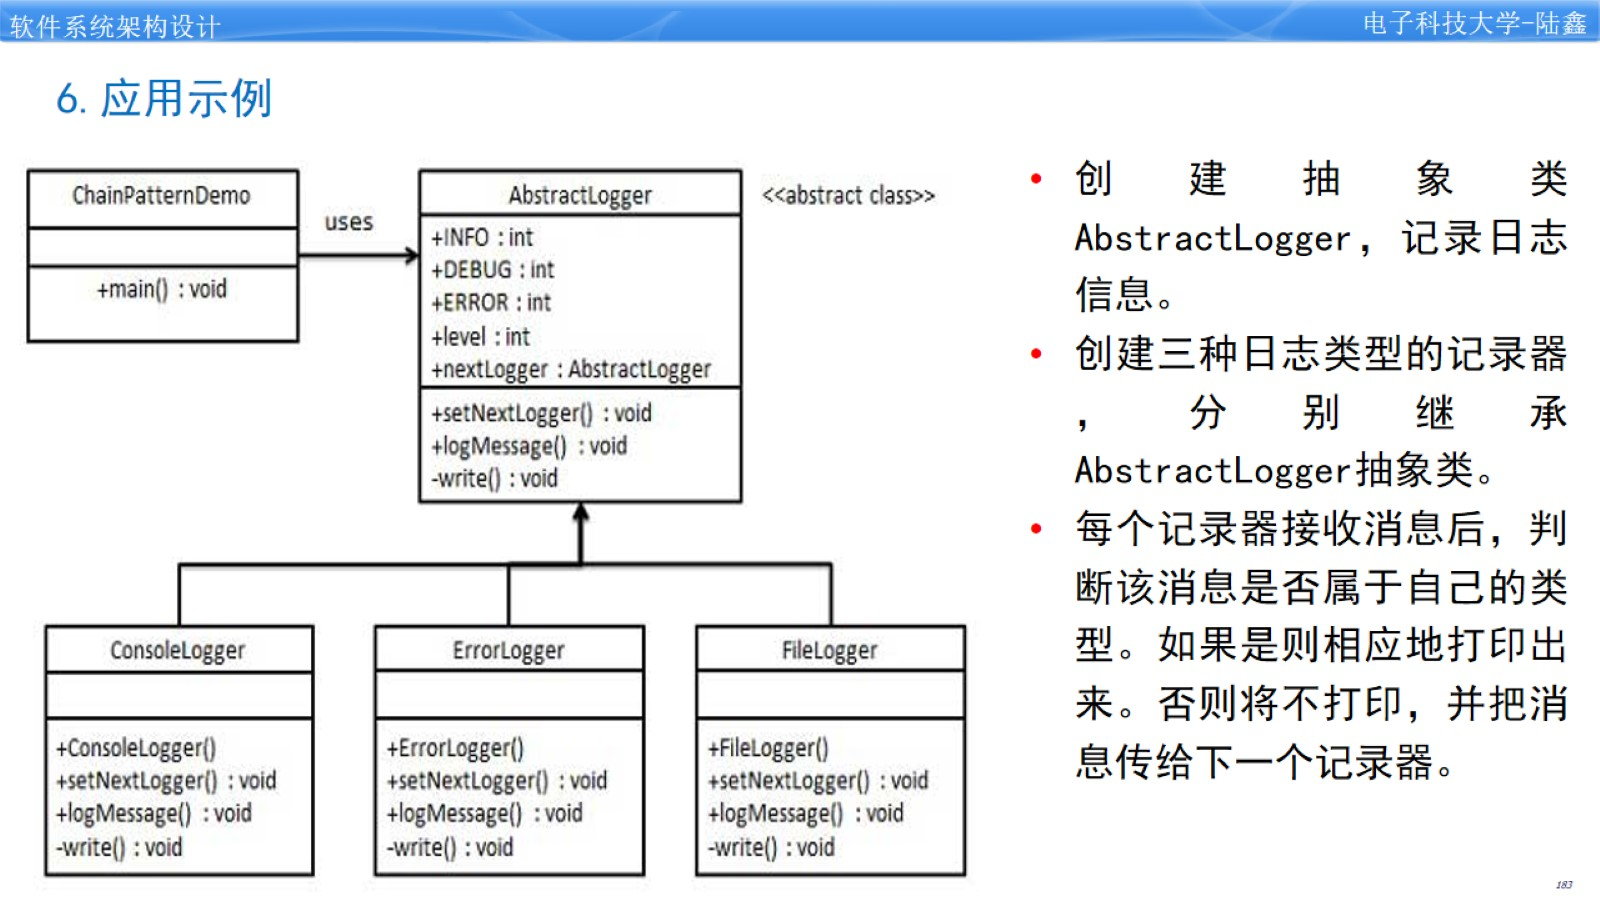 软件系统架构设计
电子科技大学-陆鑫
6. 应用示例
ChainPatternDemo
+main() : void
uses
AbstractLogger
<<abstract class>>
+INFO : int
+DEBUG : int
+ERROR : int
+level : int
+nextLogger : AbstractLogger
+setNextLogger() : void
+logMessage() : void
-write() : void
ConsoleLogger
+ConsoleLogger()
+setNextLogger() : void
+logMessage() : void
-write() : void
ErrorLogger
+ErrorLogger()
+setNextLogger() : void
+logMessage() : void
-write() : void
FileLogger
+FileLogger()
+setNextLogger() : void
+logMessage() : void
-write() : void
• 创建抽象类
AbstractLogger，记录日志
信息。
• 创建三种日志类型的记录器
，分别继承
AbstractLogger抽象类。
• 每个记录器接收消息后，判
断该消息是否属于自己的类
型。如果是则相应地打印出
来。否则将不打印，并把消
息传给下一个记录器。
183